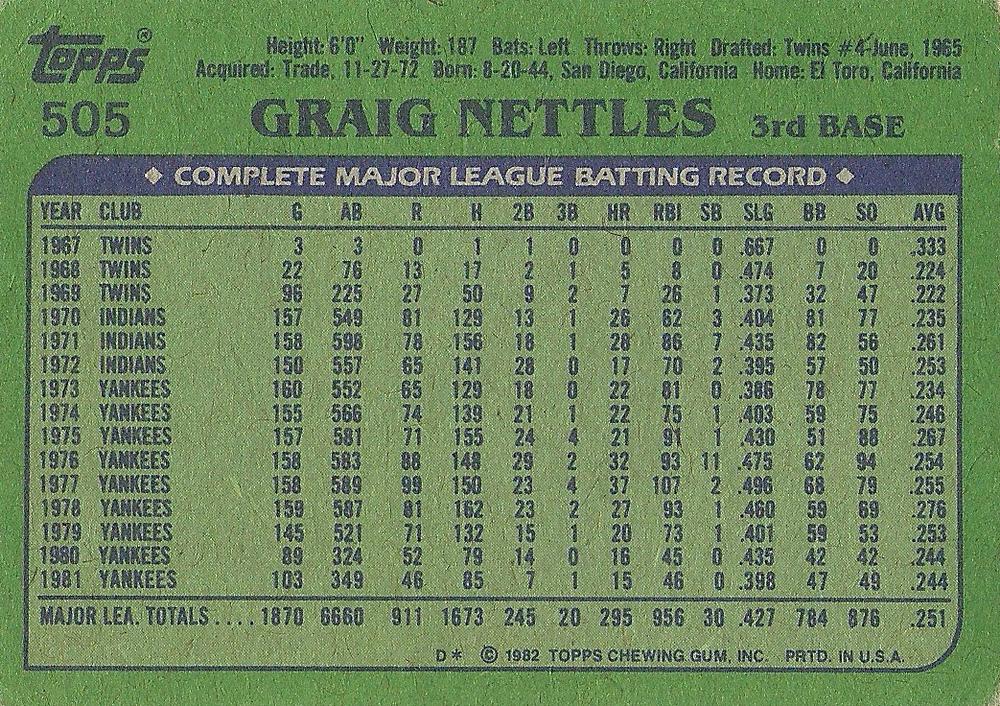 Topps®
Height: 6'0" Weight: 187 Bats: Left Throws: Right Drafted: Twins #4-June, 1965
Acquired: Trade, 11-27-72 Born: 8-20-44, San Diego, California Home: El Toro, California
505 GRAIG NETTLES 3rd BASE
◆ COMPLETE MAJOR LEAGUE BATTING RECORD ◆
YEAR CLUB G AB R H 2B 3B HR RBI SB SLG BB SO AVG
1967 TWINS 3 3 0 1 1 0 0 0 0 .667 0 0 .333
1968 TWINS 22 76 13 17 2 1 5 8 0 .474 7 20 .224
1969 TWINS 96 225 27 50 9 2 7 26 1 .373 32 47 .222
1970 INDIANS 157 549 81 129 13 1 26 62 3 .404 81 77 .235
1971 INDIANS 158 598 78 156 18 1 28 86 7 .435 82 56 .261
1972 INDIANS 150 557 65 141 28 0 17 70 2 .395 57 50 .253
1973 YANKEES 160 552 65 129 18 0 22 81 0 .386 78 77 .234
1974 YANKEES 155 566 74 139 21 1 22 75 1 .403 59 75 .246
1975 YANKEES 157 581 71 155 24 4 21 91 1 .430 51 88 .267
1976 YANKEES 158 583 88 148 29 2 32 93 11 .475 62 94 .254
1977 YANKEES 158 589 99 150 23 4 37 107 2 .496 68 79 .255
1978 YANKEES 159 587 81 162 23 2 27 93 1 .460 59 69 .276
1979 YANKEES 145 521 71 132 15 1 20 73 1 .401 59 53 .253
1980 YANKEES 89 324 52 79 14 0 16 45 0 .435 42 42 .244
1981 YANKEES 103 349 46 85 7 1 15 46 0 .398 47 49 .244
MAJOR LEA. TOTALS.... 1870 6660 911 1673 245 20 295 956 30 .427 784 876 .251
D* © 1982 TOPPS CHEWING GUM, INC. PRTD. IN U.S.A.